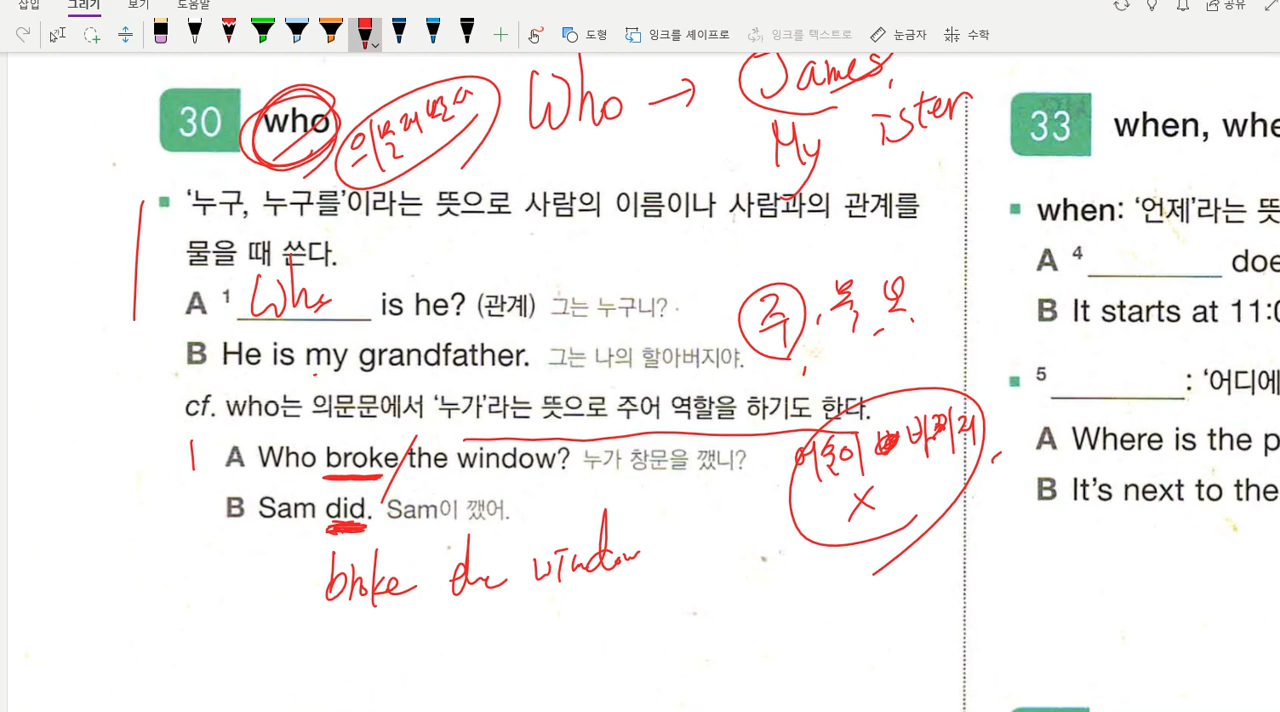 삽입 그리기 보기 도움말 공유
도형 잉크를 셰이프로 잉크를 텍스트로 눈금자 수학
Who → James,
My sister
30 who
'누구, 누구를'이라는 뜻으로 사람의 이름이나 사람과의 관계를
물을 때 쓴다.
A ¹ Who is he? (관계) 그는 누구니?
주, 목, 보
B He is my grandfather. 그는 나의 할아버지야.
cf. who는 의문문에서 '누가'라는 뜻으로 주어 역할을 하기도 한다.
A Who broke the window? 누가 창문을 깼니?
어순이 바뀌지
X
B Sam did. Sam이 깼어.
broke the window
33 when, whe
when: '언제'라는 뜻
A ⁴ doe
B It starts at 11:0
⁵ : '어디에
A Where is the p
B It's next to the